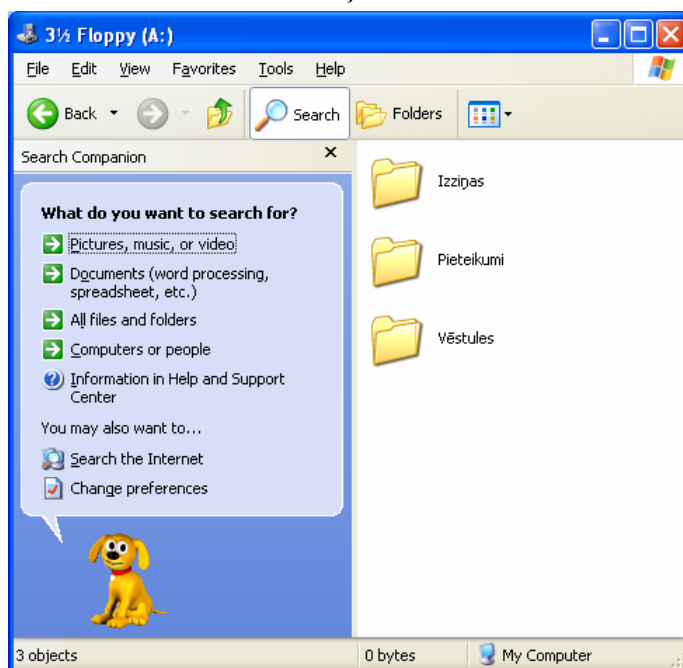 3½ Floppy (A:)
File Edit View Favorites Tools Help
Back Search Folders
Search Companion
What do you want to search for?
Pictures, music, or video
Documents (word processing,
spreadsheet, etc.)
All files and folders
Computers or people
Information in Help and Support
Center
You may also want to...
Search the Internet
Change preferences
Izziņas
Pieteikumi
Vēstules
3 objects 0 bytes My Computer